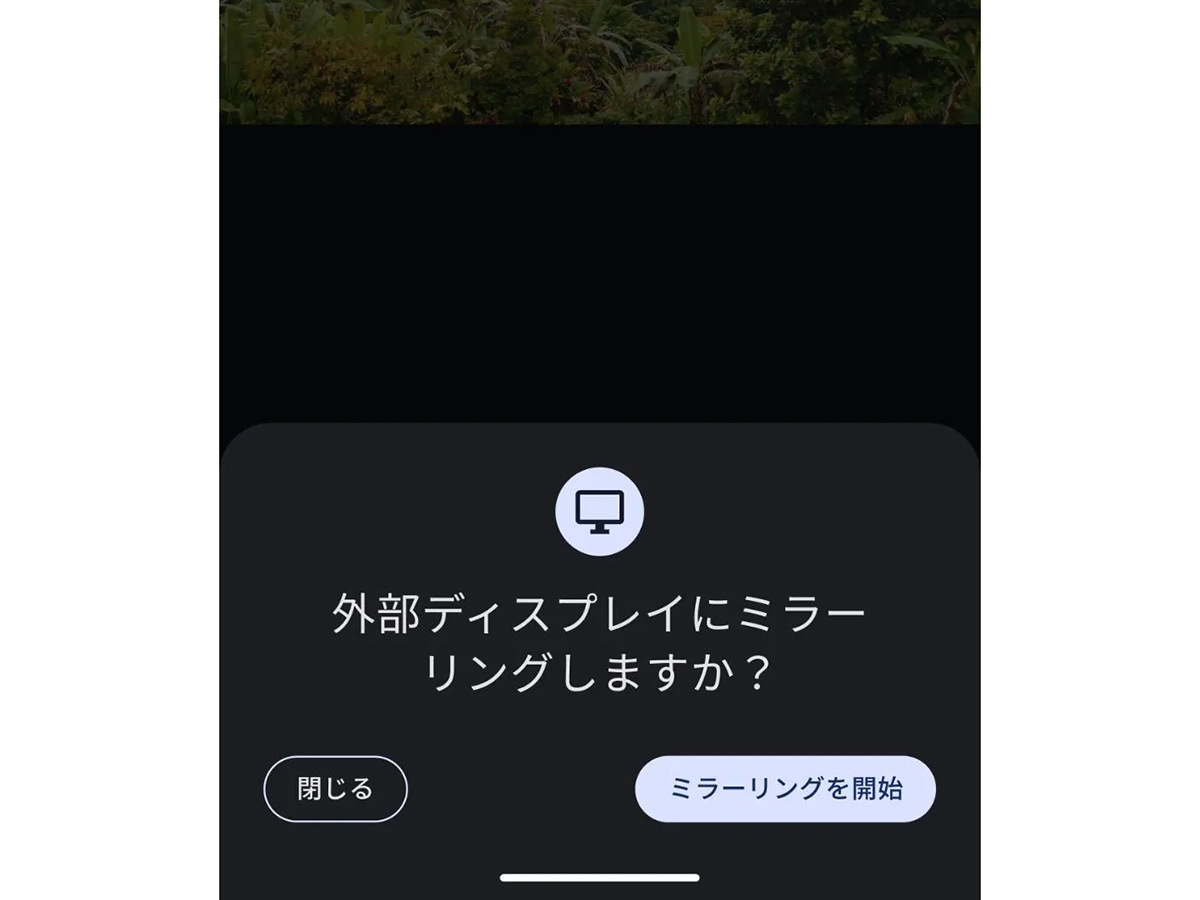 外部ディスプレイにミラー
リングしますか？
閉じる
ミラーリングを開始